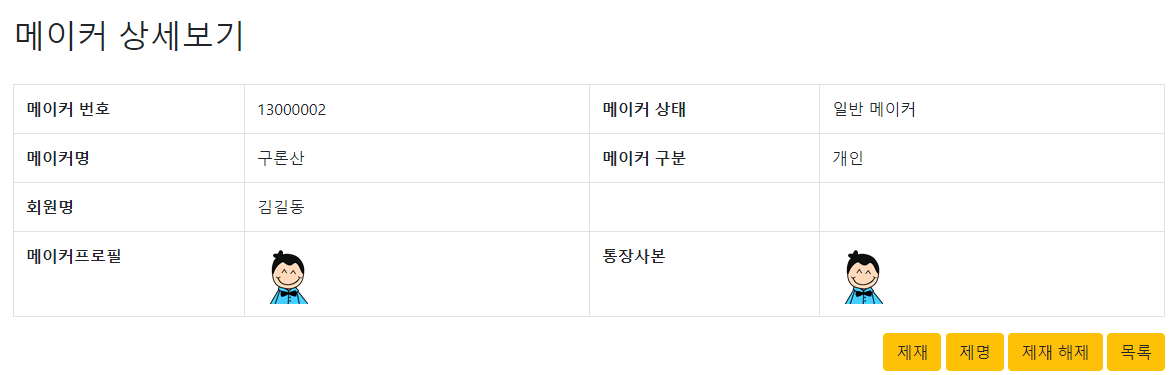 메이커 상세보기
메이커 번호 13000002 메이커 상태 일반 메이커
메이커명 구론산 메이커 구분 개인
회원명 김길동
메이커프로필 통장사본
제재 제명 제재 해제 목록